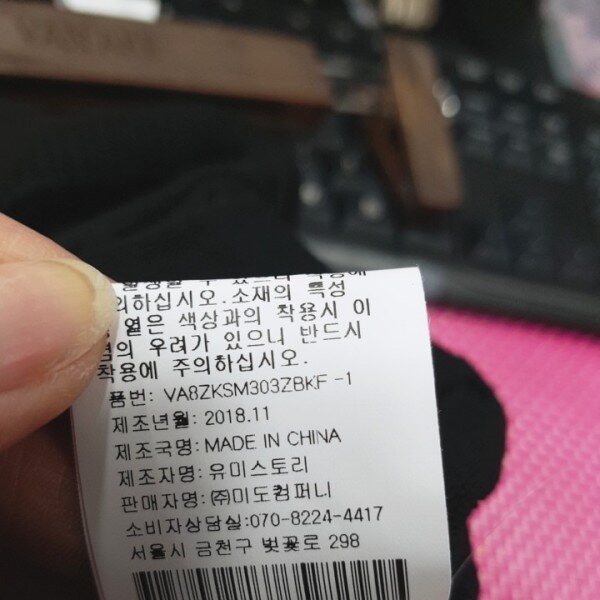 의하십시오.소재의 특성
옅은 색상과의 착용시 이
의 우려가 있으니 반드시
착용에 주의하십시오.
품번: VA8ZKSM303ZBKF -1
제조년월: 2018.11
제조국명: MADE IN CHINA
제조자명: 유미스토리
판매자명:㈜미도컴퍼니
소비자상담실:070-8224-4417
서울시 금천구 벚꽃로 298